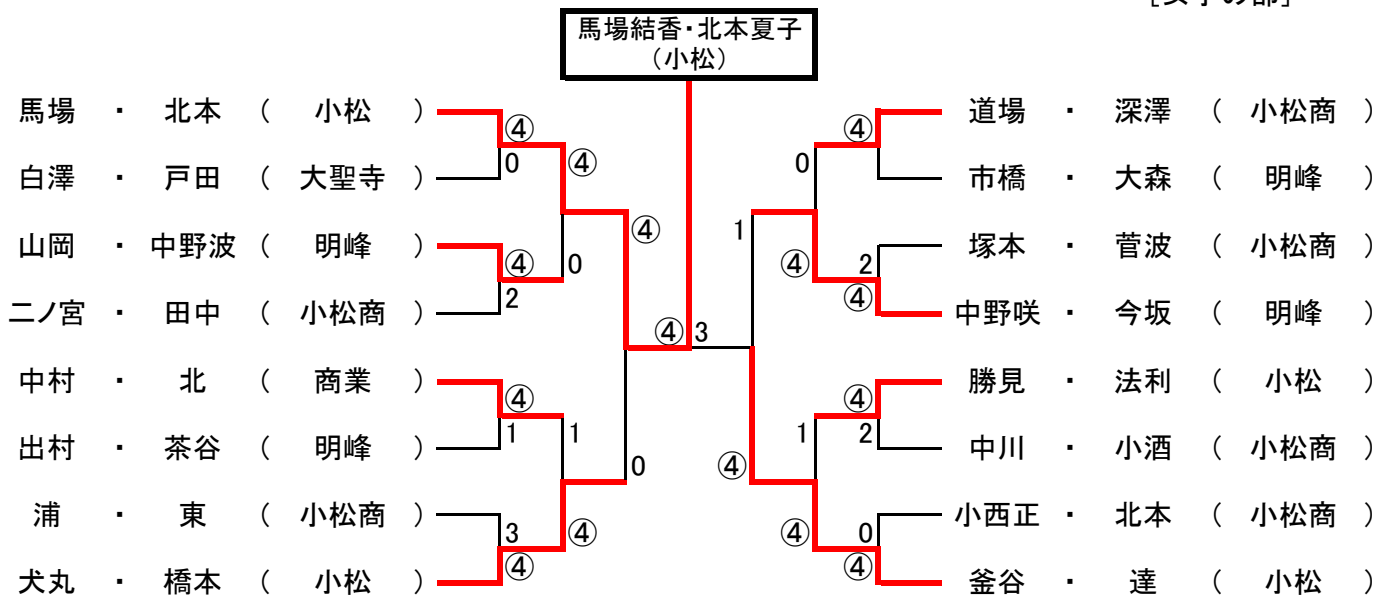 ［女子の部］
馬場結香・北本夏子
（小松）
馬場 ・ 北本 （ 小松 ） ④ ④ 道場 ・ 深澤 （ 小松商 ）
0 ④ 0
白澤 ・ 戸田 （ 大聖寺 ） 市橋 ・ 大森 （ 明峰 ）
④ 1
山岡 ・ 中野波 （ 明峰 ） 塚本 ・ 菅波 （ 小松商 ）
④ 0 ④ 2
二ノ宮 ・ 田中 （ 小松商 ） 2 ④ 中野咲 ・ 今坂 （ 明峰 ）
④ 3
中村 ・ 北 （ 商業 ） ④ ④ 勝見 ・ 法利 （ 小松 ）
1 1 1 2
出村 ・ 茶谷 （ 明峰 ） 中川 ・ 小酒 （ 小松商 ）
0 ④
浦 ・ 東 （ 小松商 ） 小西正 ・ 北本 （ 小松商 ）
3 ④ ④ 0
犬丸 ・ 橋本 （ 小松 ） ④ ④ 釜谷 ・ 達 （ 小松 ）